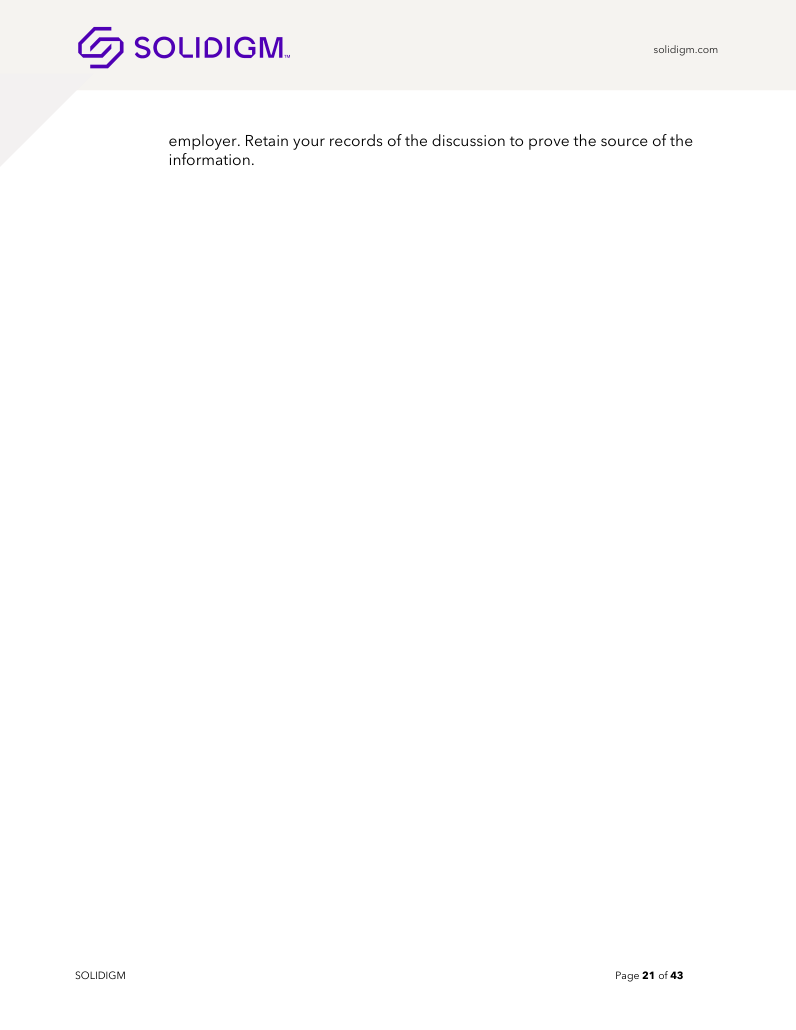 SOLIDIGM™
solidigm.com
employer. Retain your records of the discussion to prove the source of the
information.
SOLIDIGM
Page 21 of 43